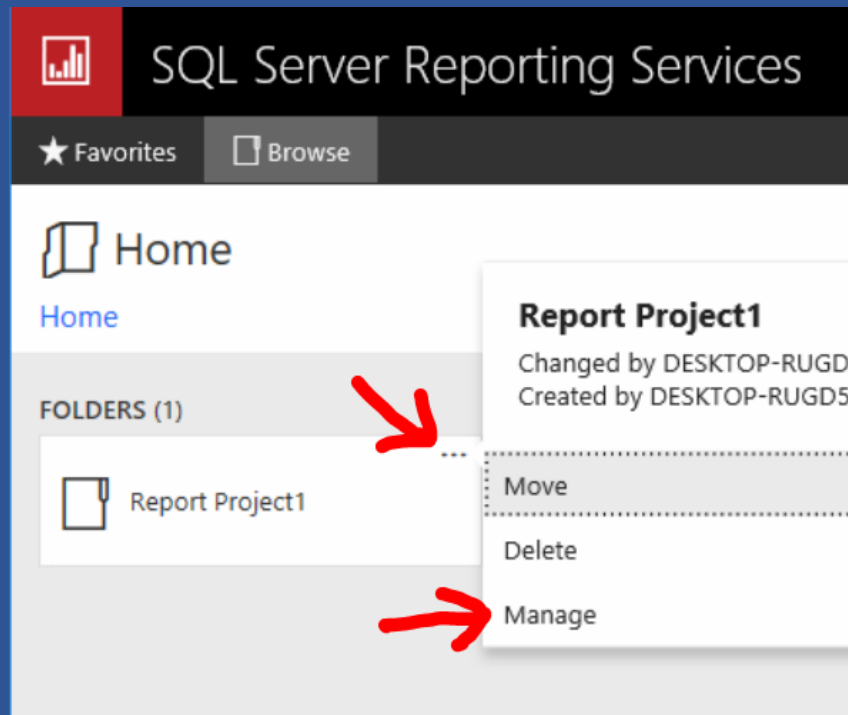 SQL Server Reporting Services
Favorites
Browse
Home
Home
Report Project1
Changed by DESKTOP-RUGD
Created by DESKTOP-RUGD5
FOLDERS (1)
...
Report Project1
Move
Delete
Manage